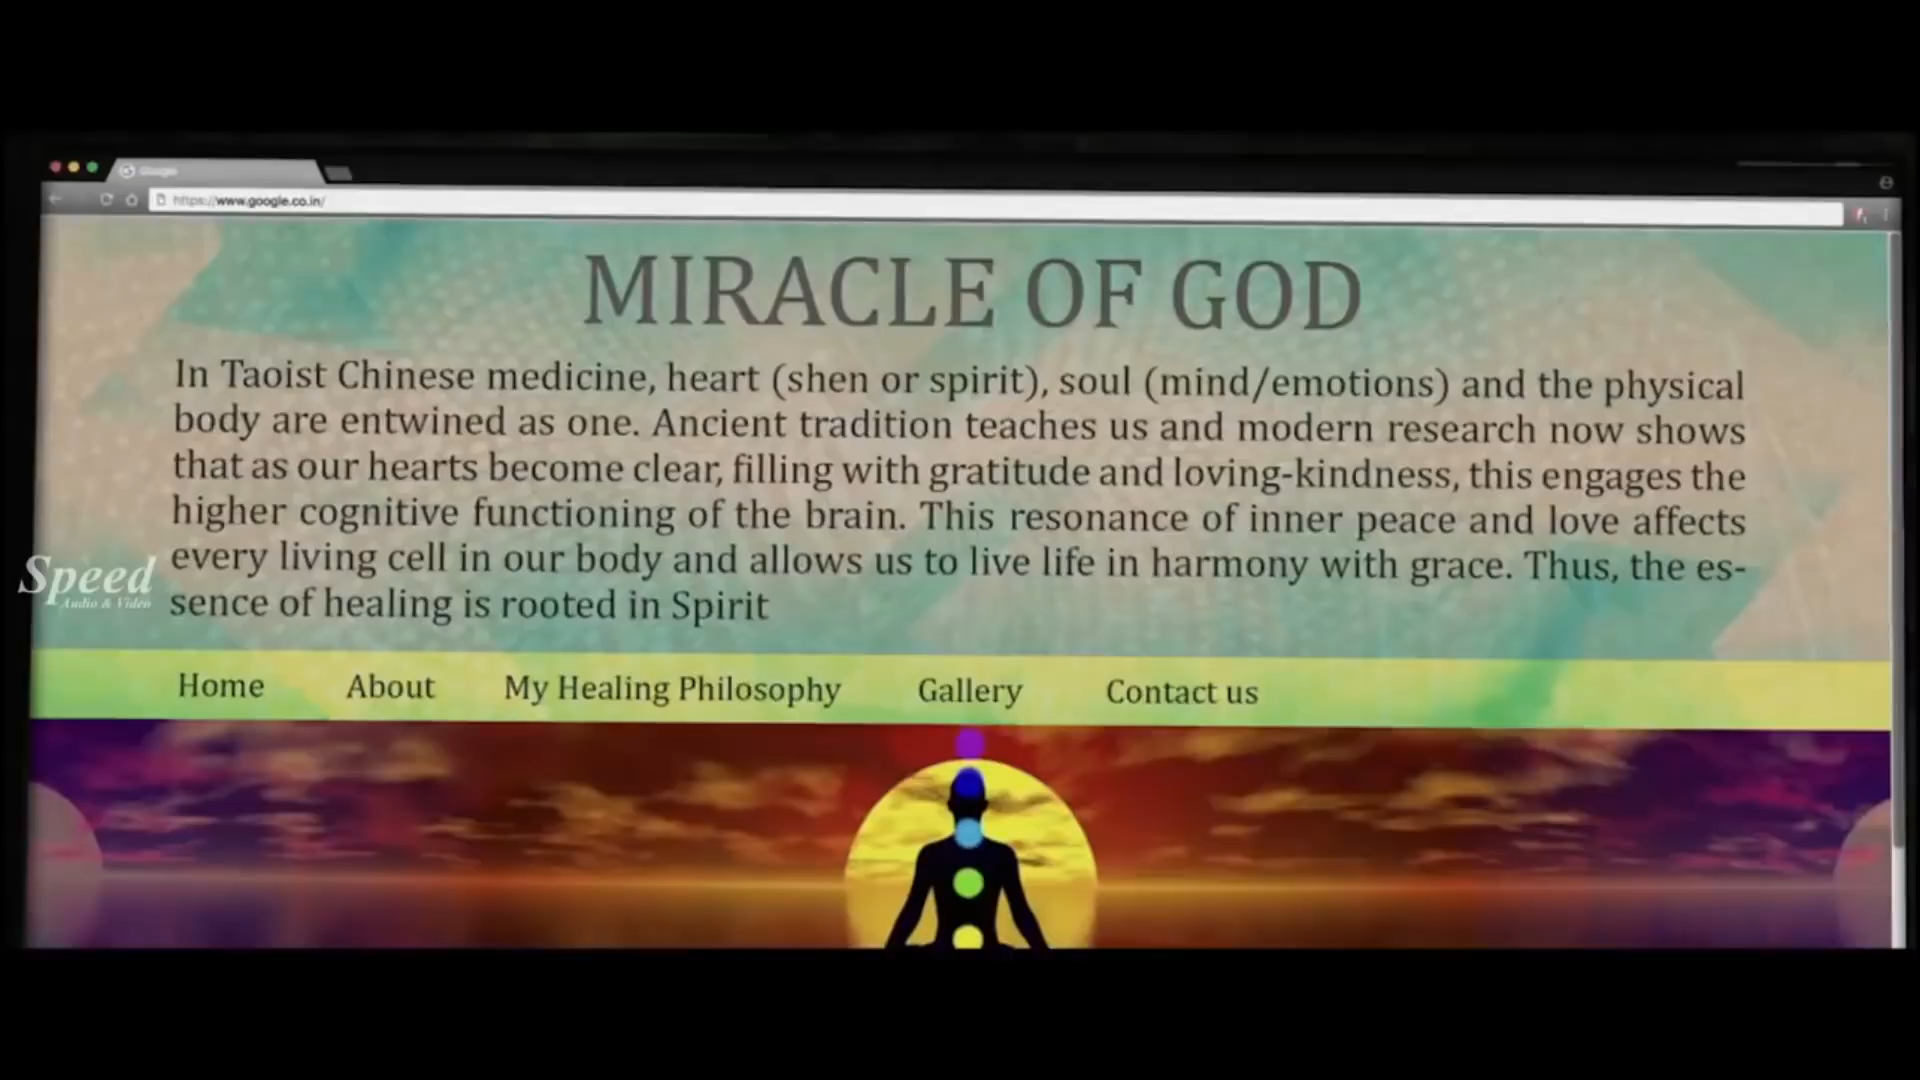 Google
https://www.google.co.in/
MIRACLE OF GOD
In Taoist Chinese medicine, heart (shen or spirit), soul (mind/emotions) and the physical
body are entwined as one. Ancient tradition teaches us and modern research now shows
that as our hearts become clear, filling with gratitude and loving-kindness, this engages the
higher cognitive functioning of the brain. This resonance of inner peace and love affects
every living cell in our body and allows us to live life in harmony with grace. Thus, the es-
sence of healing is rooted in Spirit
Speed
Audio & Video
Home About My Healing Philosophy Gallery Contact us